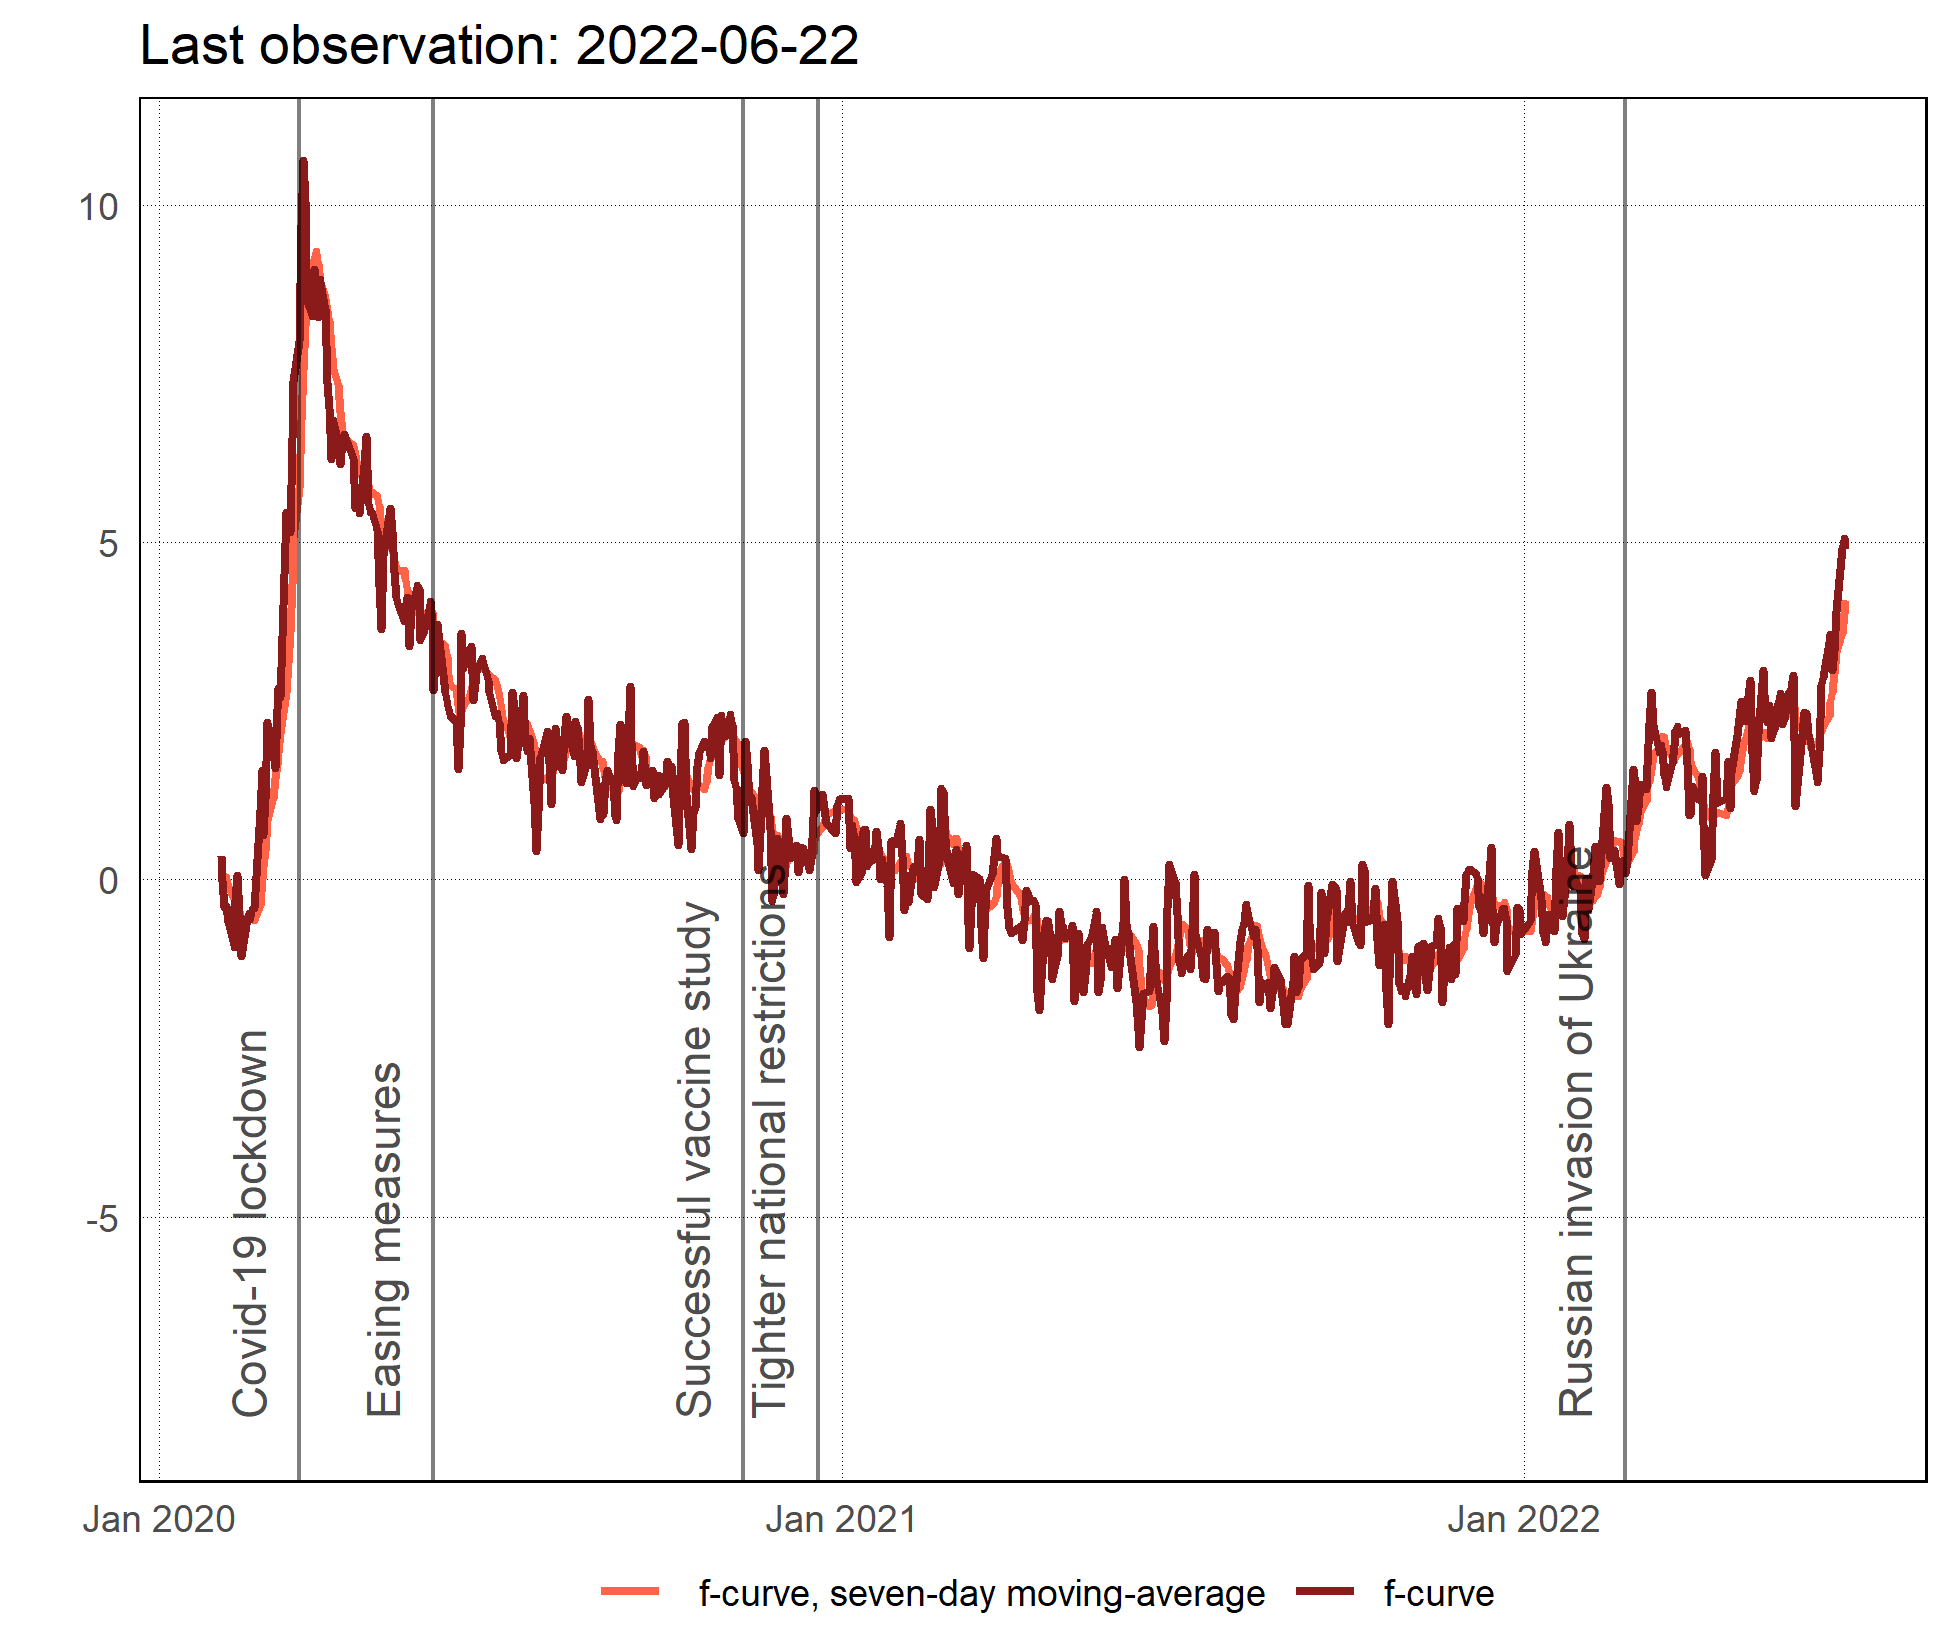 Last observation: 2022-06-22
10
5
0
-5
Covid-19 lockdown
Easing measures
Successful vaccine study
Tighter national restrictions
Russian invasion of Ukraine
Jan 2020
Jan 2021
Jan 2022
f-curve, seven-day moving-average
f-curve